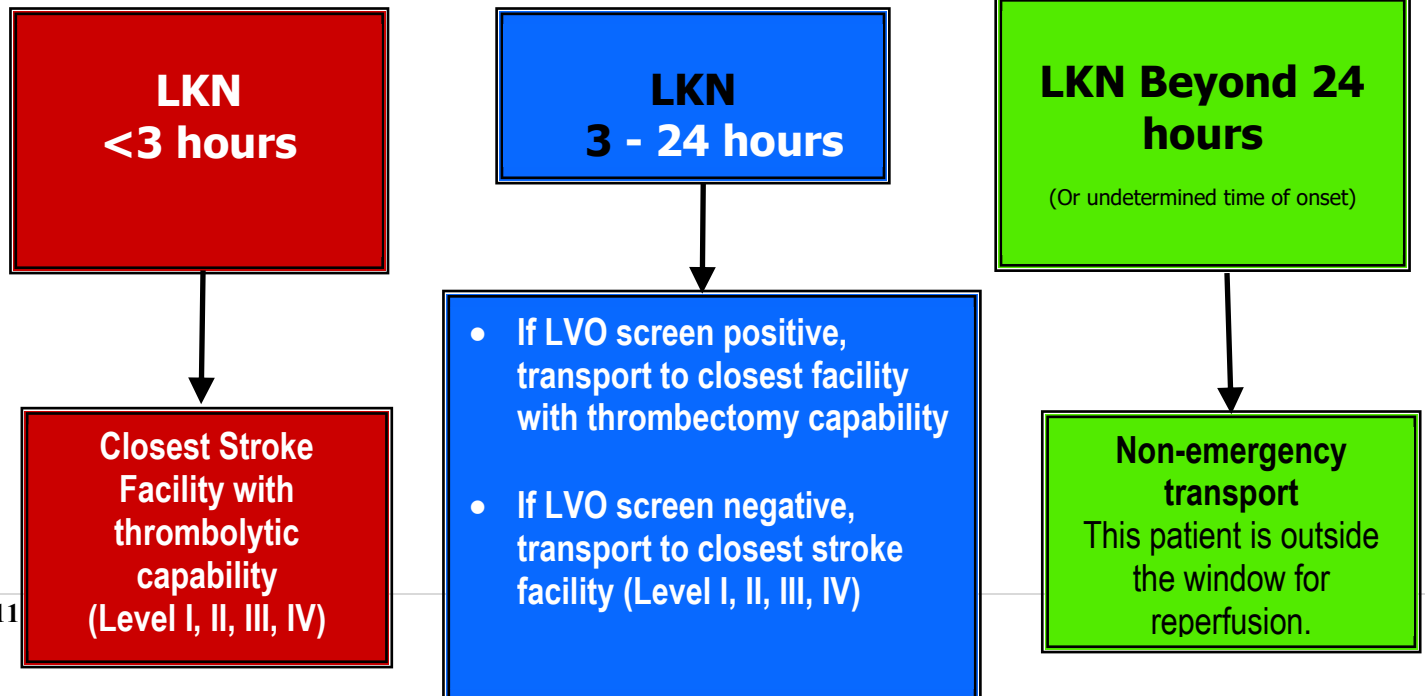 LKN
<3 hours
LKN
3 - 24 hours
LKN Beyond 24
hours
(Or undetermined time of onset)
Closest Stroke
Facility with
thrombolytic
capability
(Level I, II, III, IV)
• If LVO screen positive,
transport to closest facility
with thrombectomy capability
• If LVO screen negative,
transport to closest stroke
facility (Level I, II, III, IV)
Non-emergency
transport
This patient is outside
the window for
reperfusion.
11